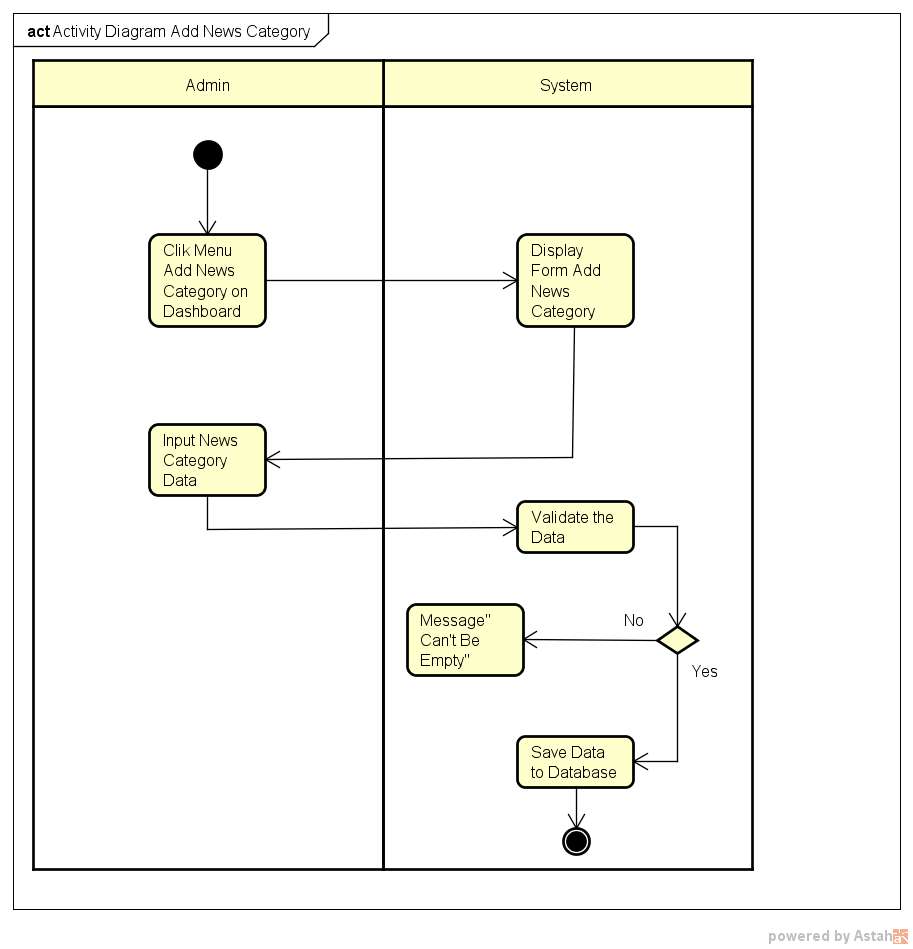 act Activity Diagram Add News Category
Admin
System
Clik Menu
Add News
Category on
Dashboard
Display
Form Add
News
Category
Input News
Category
Data
Validate the
Data
Message"
Can't Be
Empty"
No
Yes
Save Data
to Database
powered by Astah